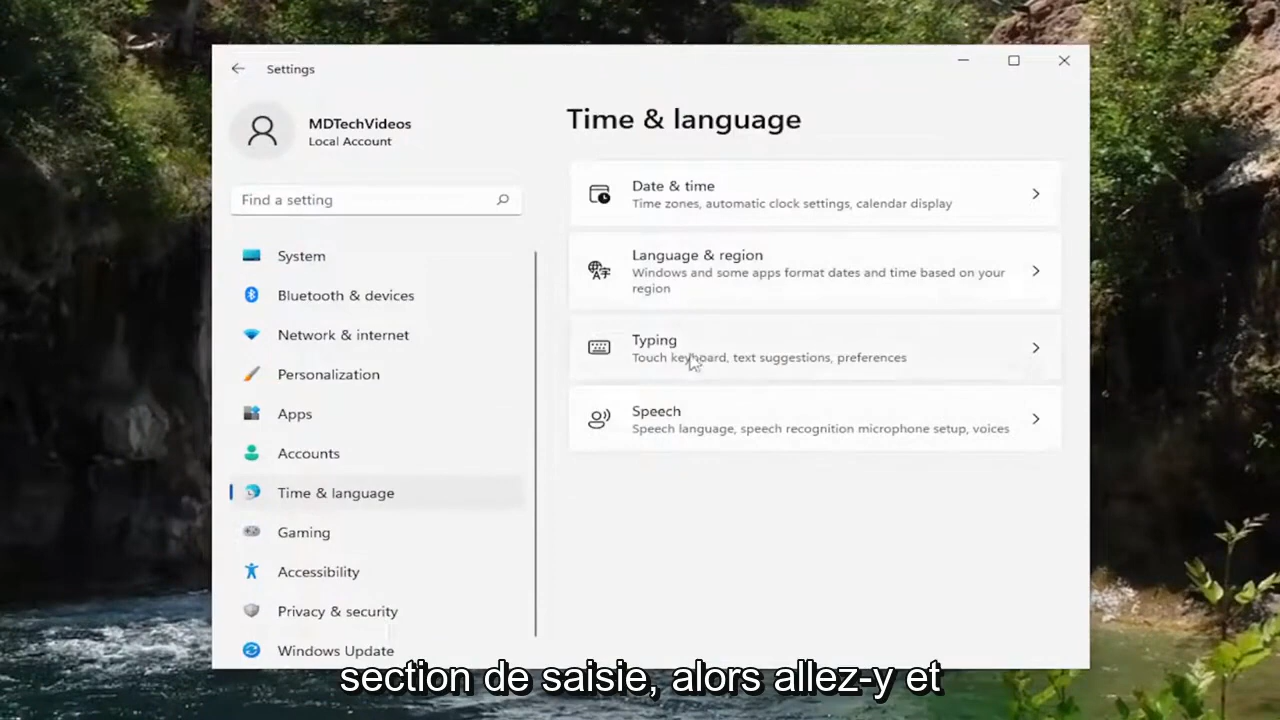 Settings
MDTechVideos
Local Account
Find a setting
System
Bluetooth & devices
Network & internet
Personalization
Apps
Accounts
Time & language
Gaming
Accessibility
Privacy & security
Windows Update
Time & language
Date & time
Time zones, automatic clock settings, calendar display
Language & region
Windows and some apps format dates and time based on your
region
Typing
Touch keyboard, text suggestions, preferences
Speech
Speech language, speech recognition microphone setup, voices
section de saisie, alors allez-y et